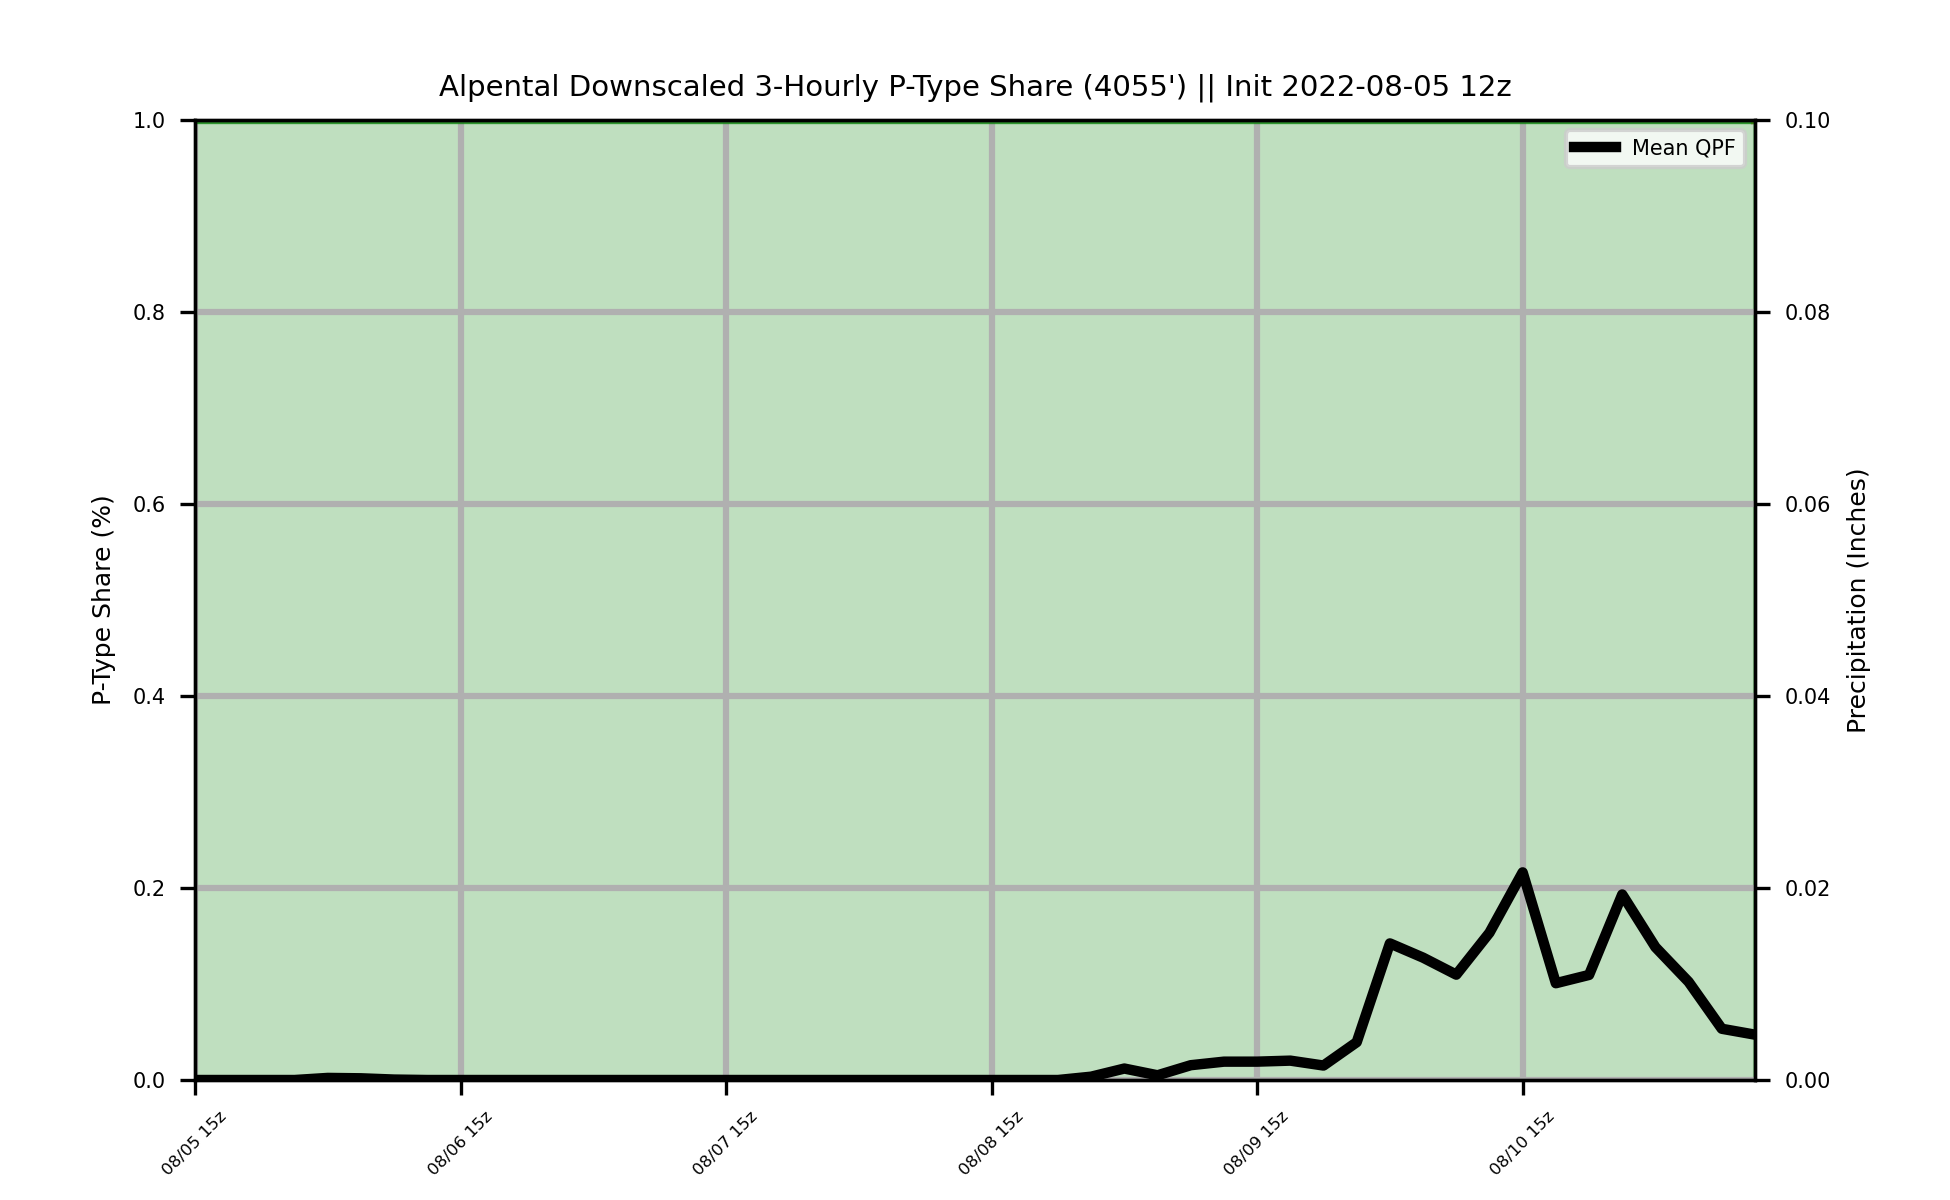 Alpental Downscaled 3-Hourly P-Type Share (4055') || Init 2022-08-05 12z
Mean QPF
P-Type Share (%)
1.0
0.8
0.6
0.4
0.2
0.0
0.10
0.08
0.06
0.04
0.02
0.00
Precipitation (Inches)
08/05 15z
08/06 15z
08/07 15z
08/08 15z
08/09 15z
08/10 15z